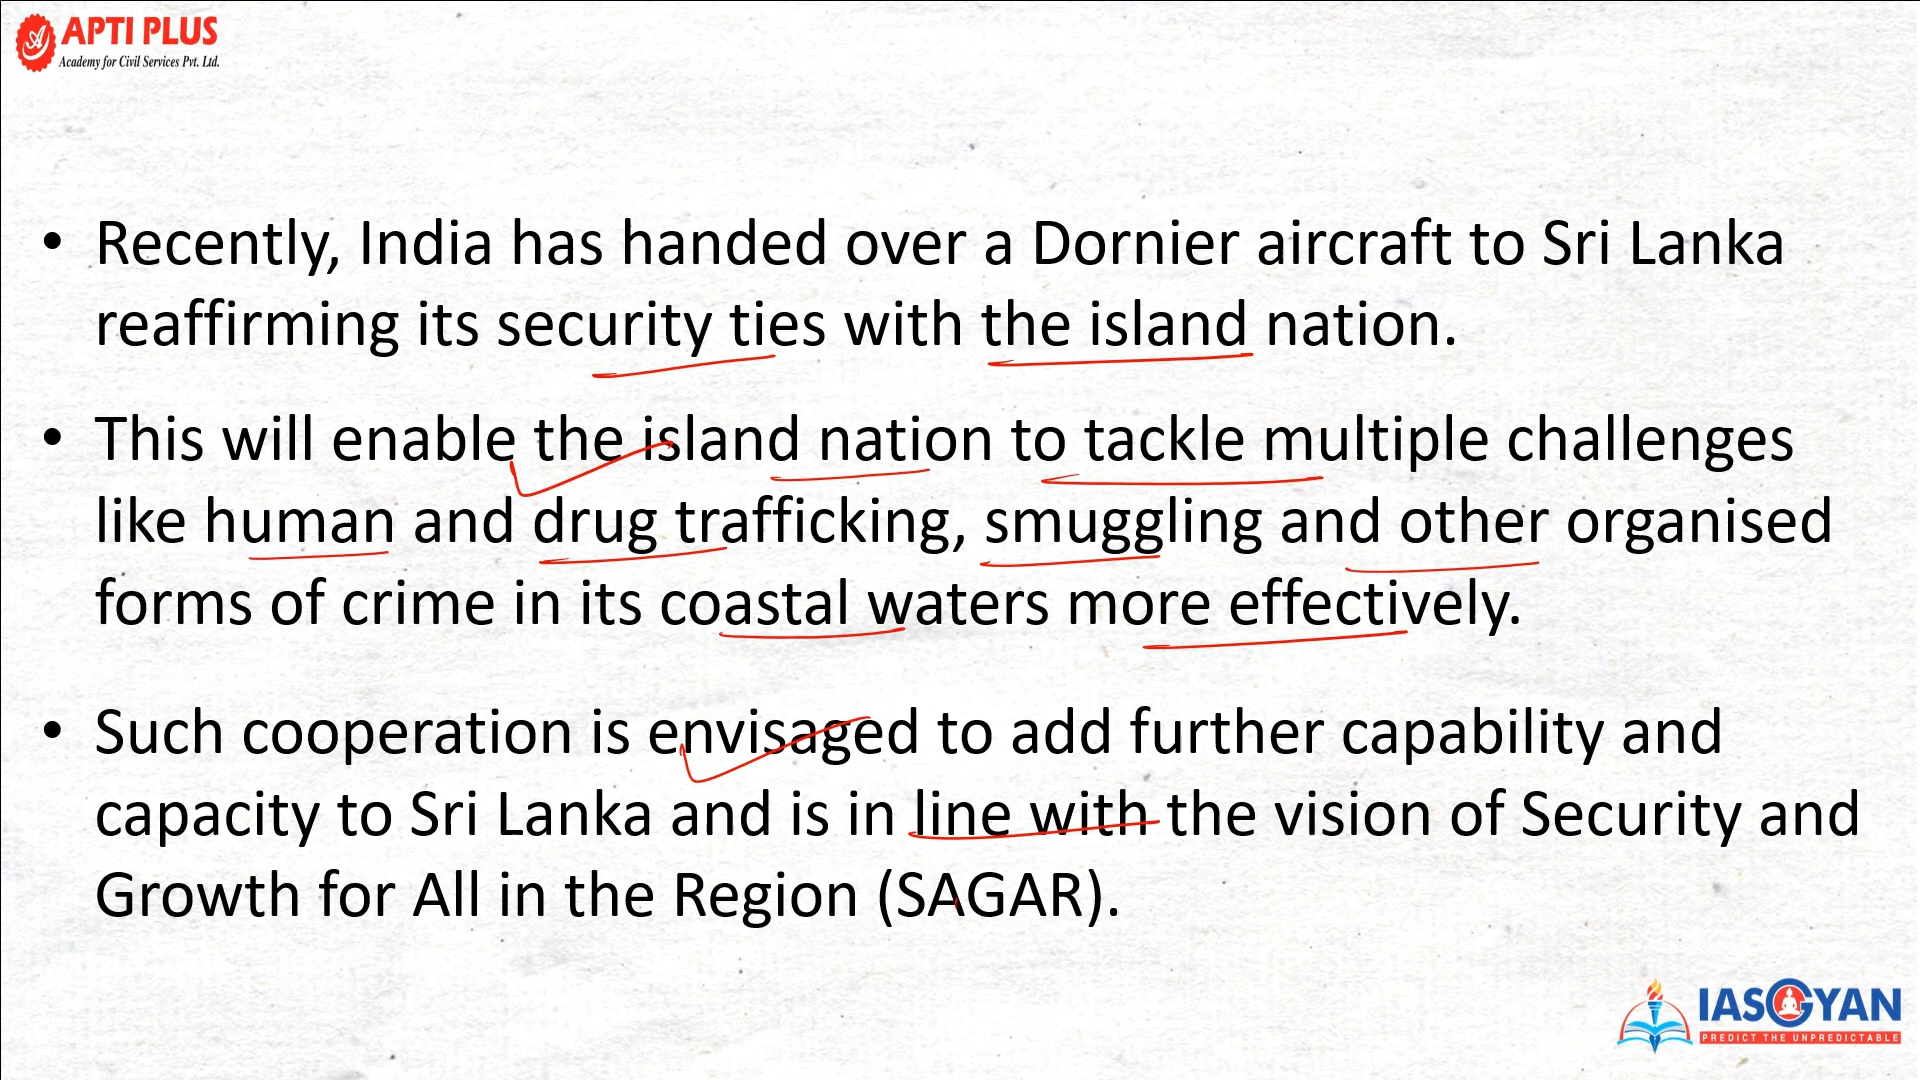 APTI PLUS
Academy for Civil Services Pvt. Ltd.
• Recently, India has handed over a Dornier aircraft to Sri Lanka
reaffirming its security ties with the island nation.
• This will enable the island nation to tackle multiple challenges
like human and drug trafficking, smuggling and other organised
forms of crime in its coastal waters more effectively.
• Such cooperation is envisaged to add further capability and
capacity to Sri Lanka and is in line with the vision of Security and
Growth for All in the Region (SAGAR).
IASGYAN
PREDICT THE UNPREDICTABLE